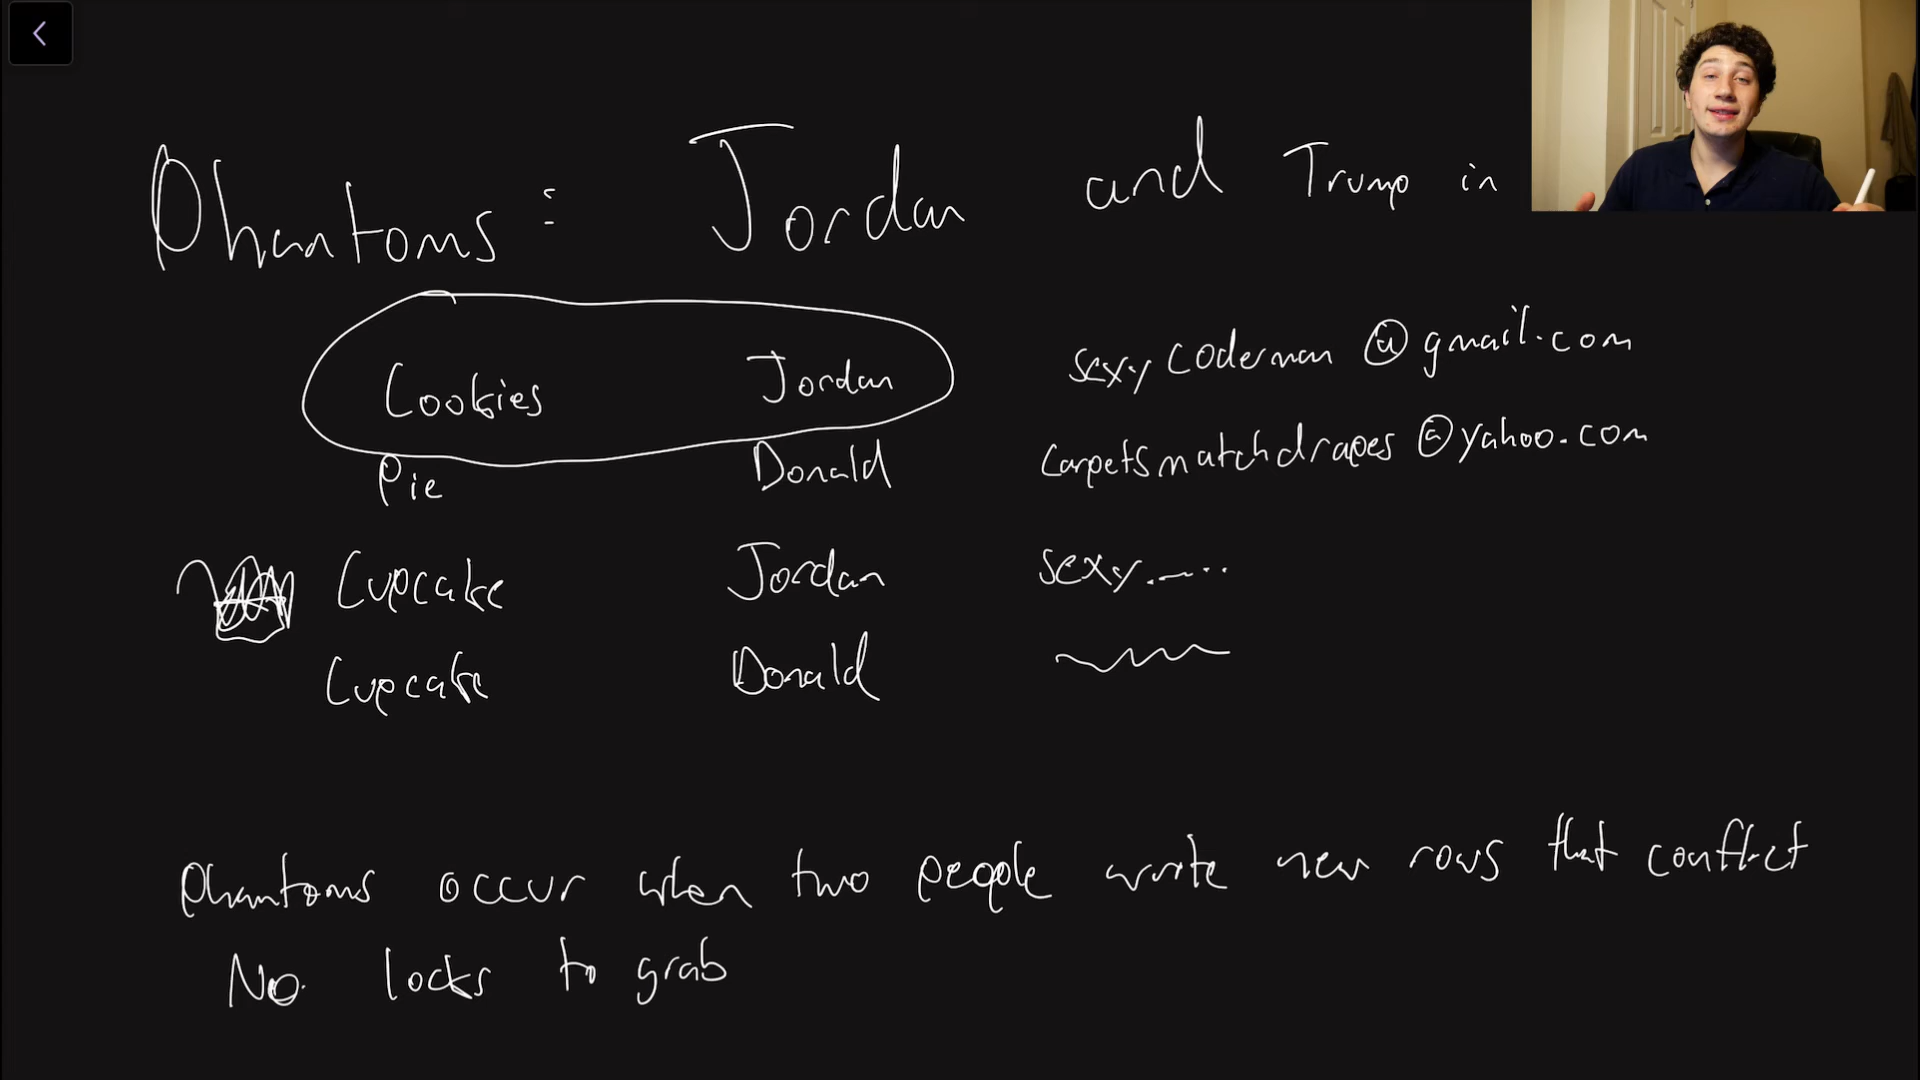 Phantoms: Jordan and Trump in
Cookies Jordan sexycoderman@gmail.com
Pie Donald carpetsmatchdrapes@yahoo.com
Cupcake Jordan sexy.....
Cupcake Donald
Phantoms occur when two people write new rows that conflict
No locks to grab